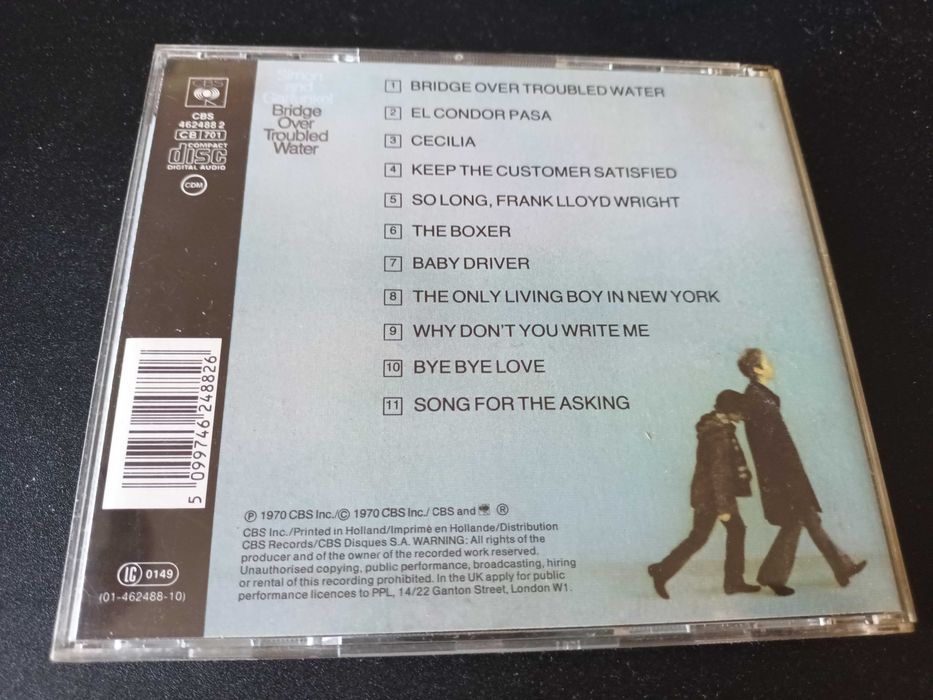 CBS
CBS
462488 2
CB 701
COMPACT
disc
DIGITAL AUDIO
CDM
5 099746 248826
LC 0149
(01-462488-10)
Simon
and
Garfunkel
Bridge
Over
Troubled
Water
1 BRIDGE OVER TROUBLED WATER
2 EL CONDOR PASA
3 CECILIA
4 KEEP THE CUSTOMER SATISFIED
5 SO LONG, FRANK LLOYD WRIGHT
6 THE BOXER
7 BABY DRIVER
8 THE ONLY LIVING BOY IN NEW YORK
9 WHY DON'T YOU WRITE ME
10 BYE BYE LOVE
11 SONG FOR THE ASKING
℗ 1970 CBS Inc./© 1970 CBS Inc./ CBS and ®
CBS Inc./Printed in Holland/Imprimé en Hollande/Distribution
CBS Records/CBS Disques S.A. WARNING: All rights of the
producer and of the owner of the recorded work reserved.
Unauthorised copying, public performance, broadcasting, hiring
or rental of this recording prohibited. In the UK apply for public
performance licences to PPL, 14/22 Ganton Street, London W1.